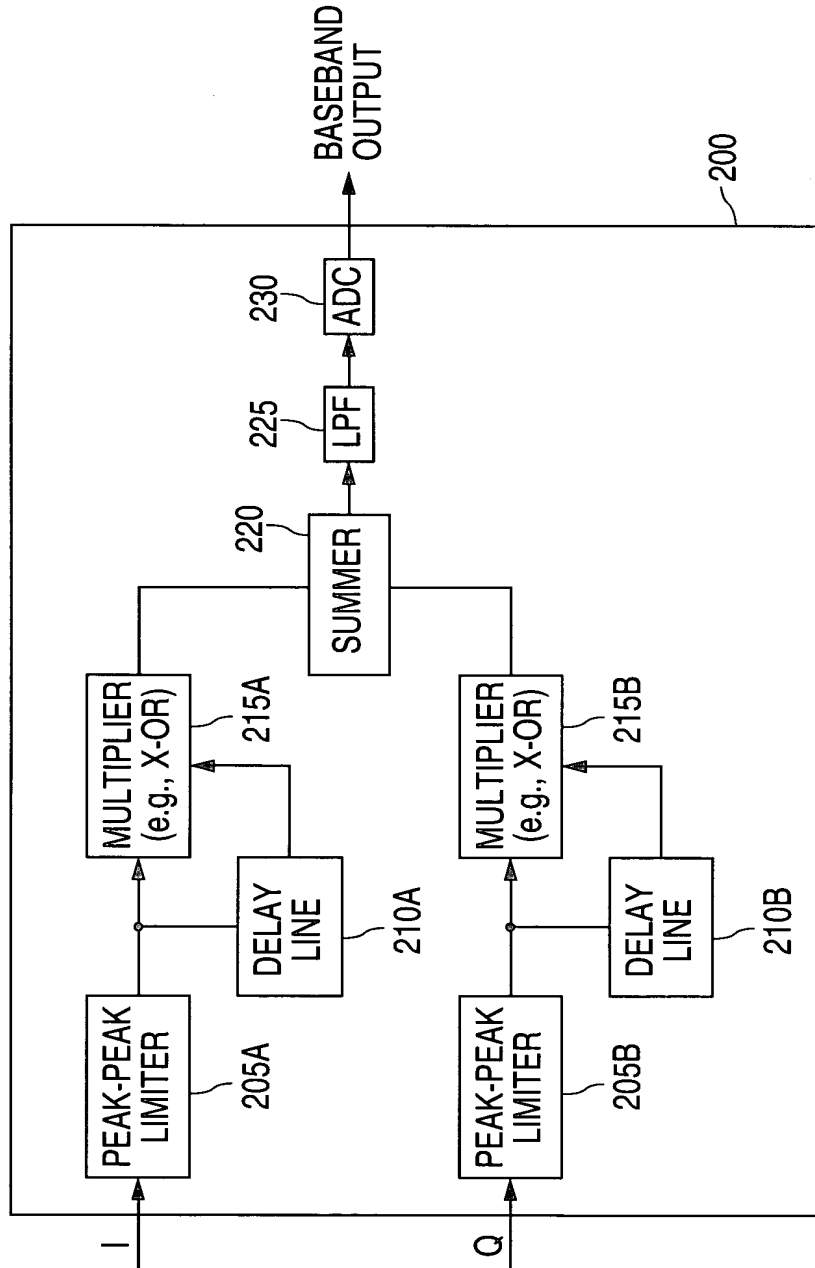 I
PEAK-PEAK
LIMITER
205A
DELAY
LINE
210A
MULTIPLIER
(e.g., X-OR)
215A
Q
PEAK-PEAK
LIMITER
205B
DELAY
LINE
210B
MULTIPLIER
(e.g., X-OR)
215B
SUMMER
220
LPF
225
ADC
230
BASEBAND
OUTPUT
200